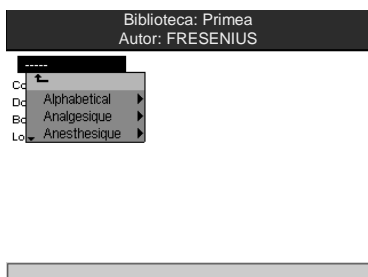 Biblioteca: Primea
Autor: FRESENIUS
-----
Alphabetical
Analgesique
Anesthesique